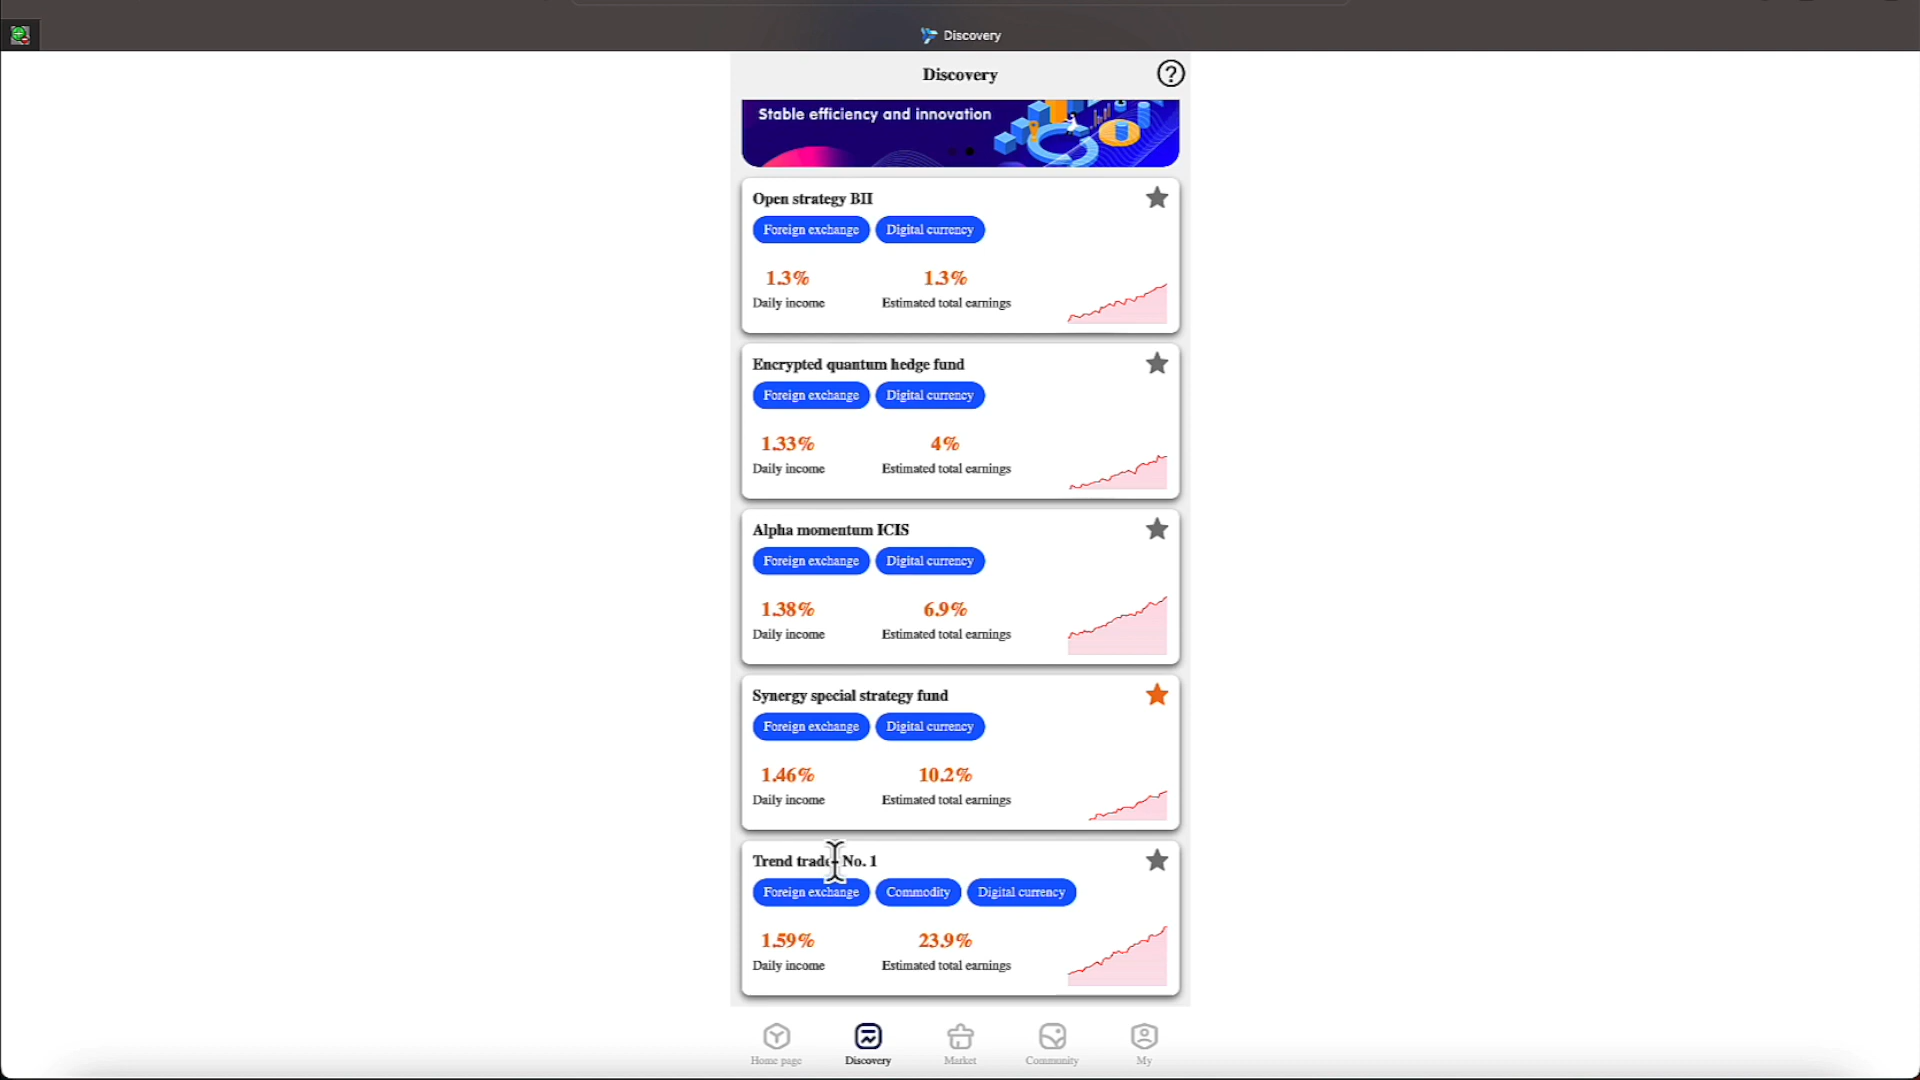 Discovery
Discovery
Stable efficiency and innovation
Open strategy BII
Foreign exchange Digital currency
1.3% 1.3%
Daily income Estimated total earnings
Encrypted quantum hedge fund
Foreign exchange Digital currency
1.33% 4%
Daily income Estimated total earnings
Alpha momentum ICIS
Foreign exchange Digital currency
1.38% 6.9%
Daily income Estimated total earnings
Synergy special strategy fund
Foreign exchange Digital currency
1.46% 10.2%
Daily income Estimated total earnings
Trend trade No. 1
Foreign exchange Commodity Digital currency
1.59% 23.9%
Daily income Estimated total earnings
Home page Discovery Market Community My